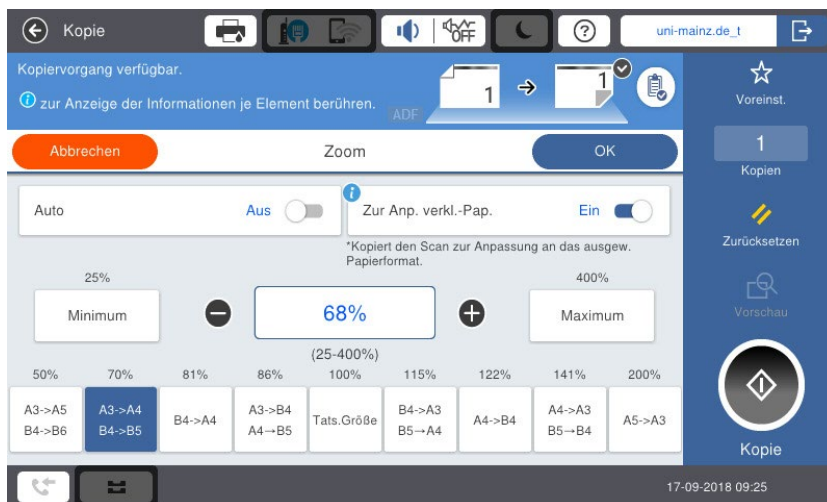 Kopie
OFF
?
uni-mainz.de_t
Kopiervorgang verfügbar.
i zur Anzeige der Informationen je Element berühren.
ADF
1
1
Voreinst.
Abbrechen
Zoom
OK
1
Kopien
Auto
Aus
i
Zur Anp. verkl.-Pap.
Ein
*Kopiert den Scan zur Anpassung an das ausgew.
Papierformat.
Zurücksetzen
25%
400%
Minimum
68%
Maximum
Vorschau
(25-400%)
50% 70% 81% 86% 100% 115% 122% 141% 200%
A3->A5
B4->B6
A3->A4
B4->B5
B4->A4
A3->B4
A4→B5
Tats.Größe
B4->A3
B5→A4
A4->B4
A4->A3
B5→B4
A5->A3
Kopie
17-09-2018 09:25